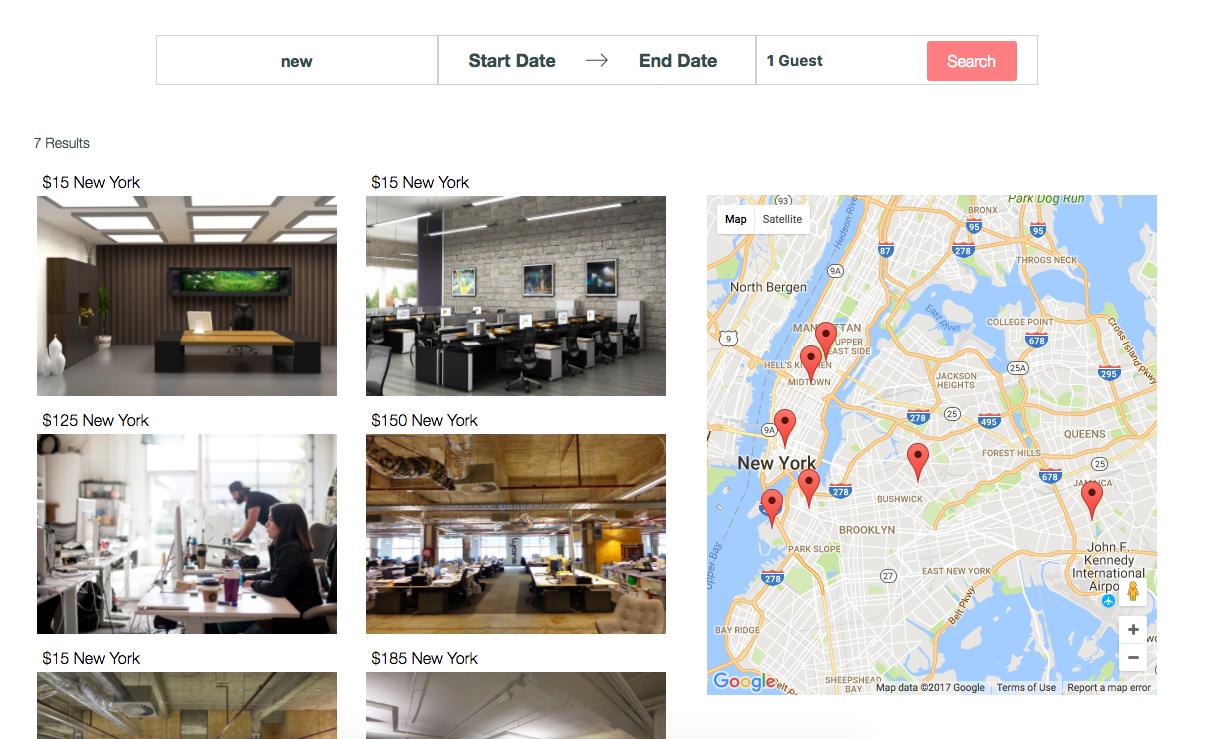 new
Start Date → End Date
1 Guest
Search
7 Results
$15 New York
$15 New York
$125 New York
$150 New York
$15 New York
$185 New York
Map
Satellite
93
Park Dog Run
BRONX
95
95
Hudson River
87
278
THROGS NECK
9A
North Bergen
East River
COLLEGE POINT
Cross Island Pkwy
9
MANHATTAN
UPPER
EAST SIDE
678
HELL'S KITCHEN
MIDTOWN
25A
295
JACKSON
HEIGHTS
278
25
495
9A
QUEENS
New York
FOREST HILLS
25
678
278
JAMAICA
BUSHWICK
BROOKLYN
PARK SLOPE
John F.
Kennedy
International
Airpo
Upper Bay
278
27
EAST NEW YORK
Belt Pkwy
BAY RIDGE
+
−
SHEEPSHEAD
BAY
Google
elt Pk
Map data ©2017 Google
Terms of Use
Report a map error